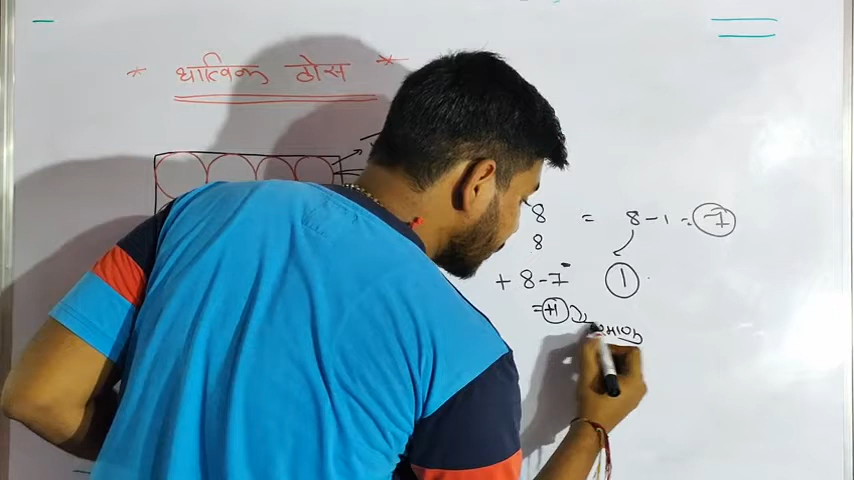 * धात्विक ठोस *
8 = 8-1 = 7
8
+ 8-7 1
= +1